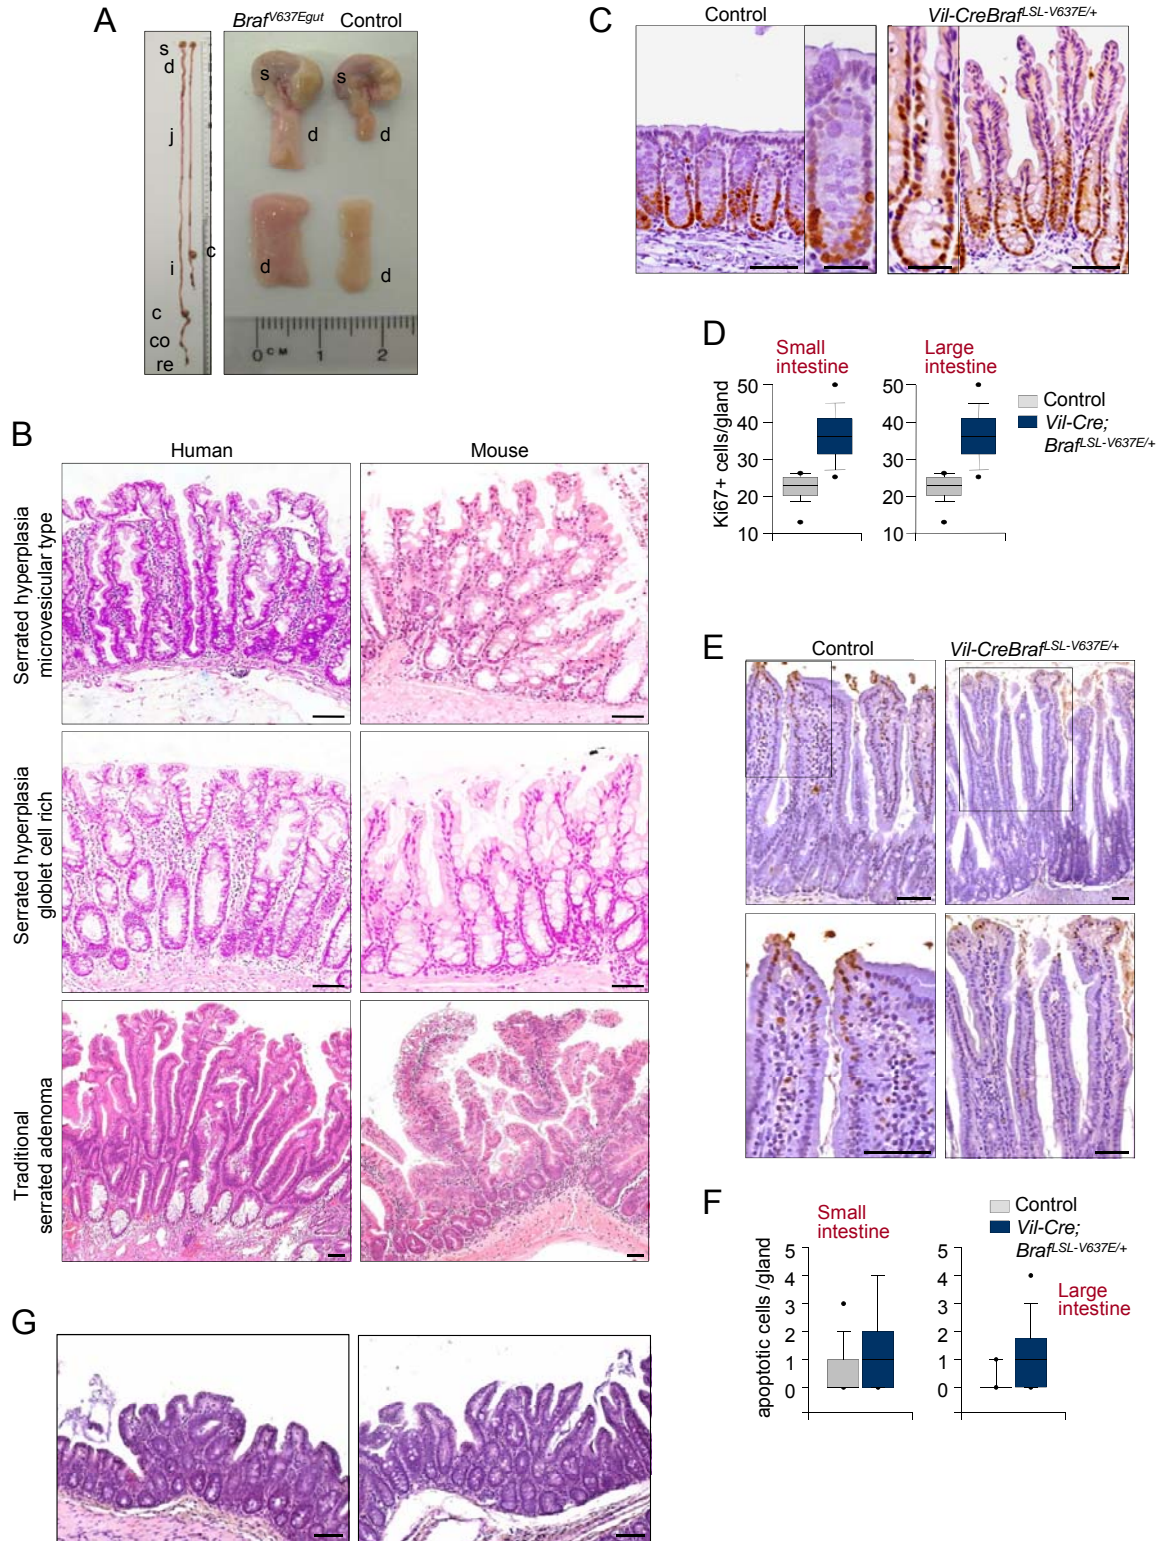 A
Braf^V637Egut Control
s
d
j
i
c
c
co
re
s
s
d
d
d
d
0 CM 1 2
B
Human Mouse
Serrated hyperplasia
microvesicular type
Serrated hyperplasia
globlet cell rich
Traditional
serrated adenoma
C
Control Vil-CreBraf^LSL-V637E/+
D
Small
intestine
Large
intestine
Ki67+ cells/gland
50
40
30
20
10
50
40
30
20
10
Control
Vil-Cre;
Braf^LSL-V637E/+
E
Control Vil-CreBraf^LSL-V637E/+
F
Small
intestine
Control
Vil-Cre;
Braf^LSL-V637E/+
Large
intestine
apoptotic cells /gland
5
4
3
2
1
0
5
4
3
2
1
0
G